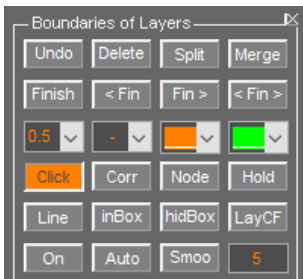 Boundaries of Layers
Undo Delete Split Merge
Finish < Fin Fin > < Fin >
0.5 -
Click Corr Node Hold
Line inBox hidBox LayCF
On Auto Smoo 5